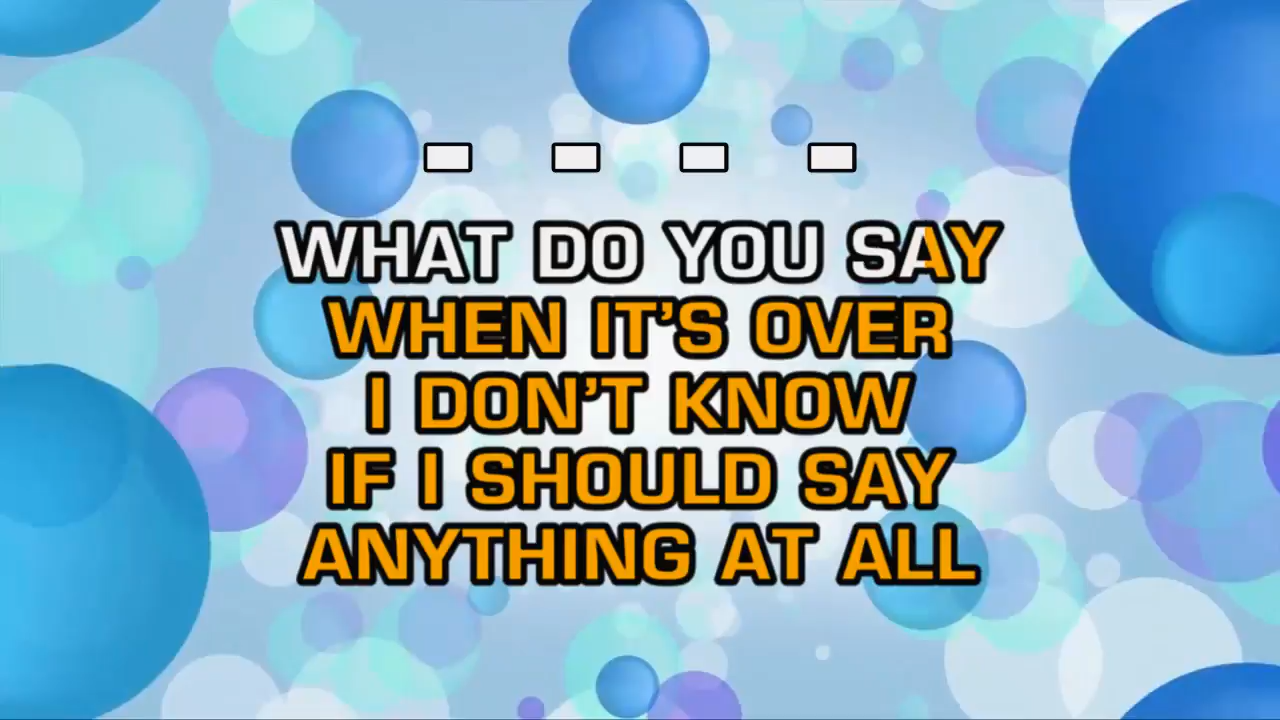 WHAT DO YOU SAY
WHEN IT'S OVER
I DON'T KNOW
IF I SHOULD SAY
ANYTHING AT ALL